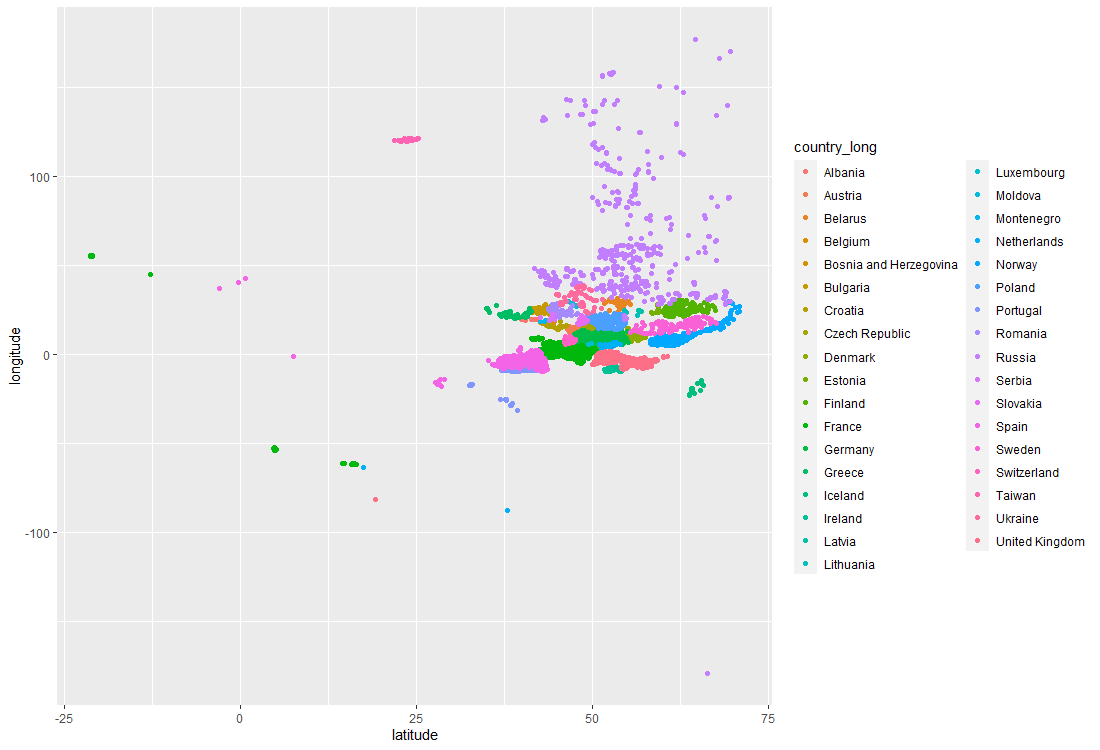 100
0
-100
longitude
-25
0
25
50
75
latitude
country_long
Albania
Austria
Belarus
Belgium
Bosnia and Herzegovina
Bulgaria
Croatia
Czech Republic
Denmark
Estonia
Finland
France
Germany
Greece
Iceland
Ireland
Latvia
Lithuania
Luxembourg
Moldova
Montenegro
Netherlands
Norway
Poland
Portugal
Romania
Russia
Serbia
Slovakia
Spain
Sweden
Switzerland
Taiwan
Ukraine
United Kingdom